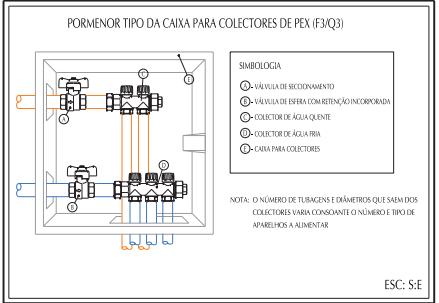 PORMENOR TIPO DA CAIXA PARA COLECTORES DE PEX (F3/Q3)
C
E
A
D
B
SIMBOLOGIA
A - VÁLVULA DE SECCIONAMENTO
B - VÁLVULA DE ESFERA COM RETENÇÃO INCORPORADA
C - COLECTOR DE ÁGUA QUENTE
D - COLECTOR DE ÁGUA FRIA
E - CAIXA PARA COLECTORES
NOTA: O NÚMERO DE TUBAGENS E DIÂMETROS QUE SAEM DOS
COLECTORES VARIA CONSOANTE O NÚMERO E TIPO DE
APARELHOS A ALIMENTAR
ESC: S:E